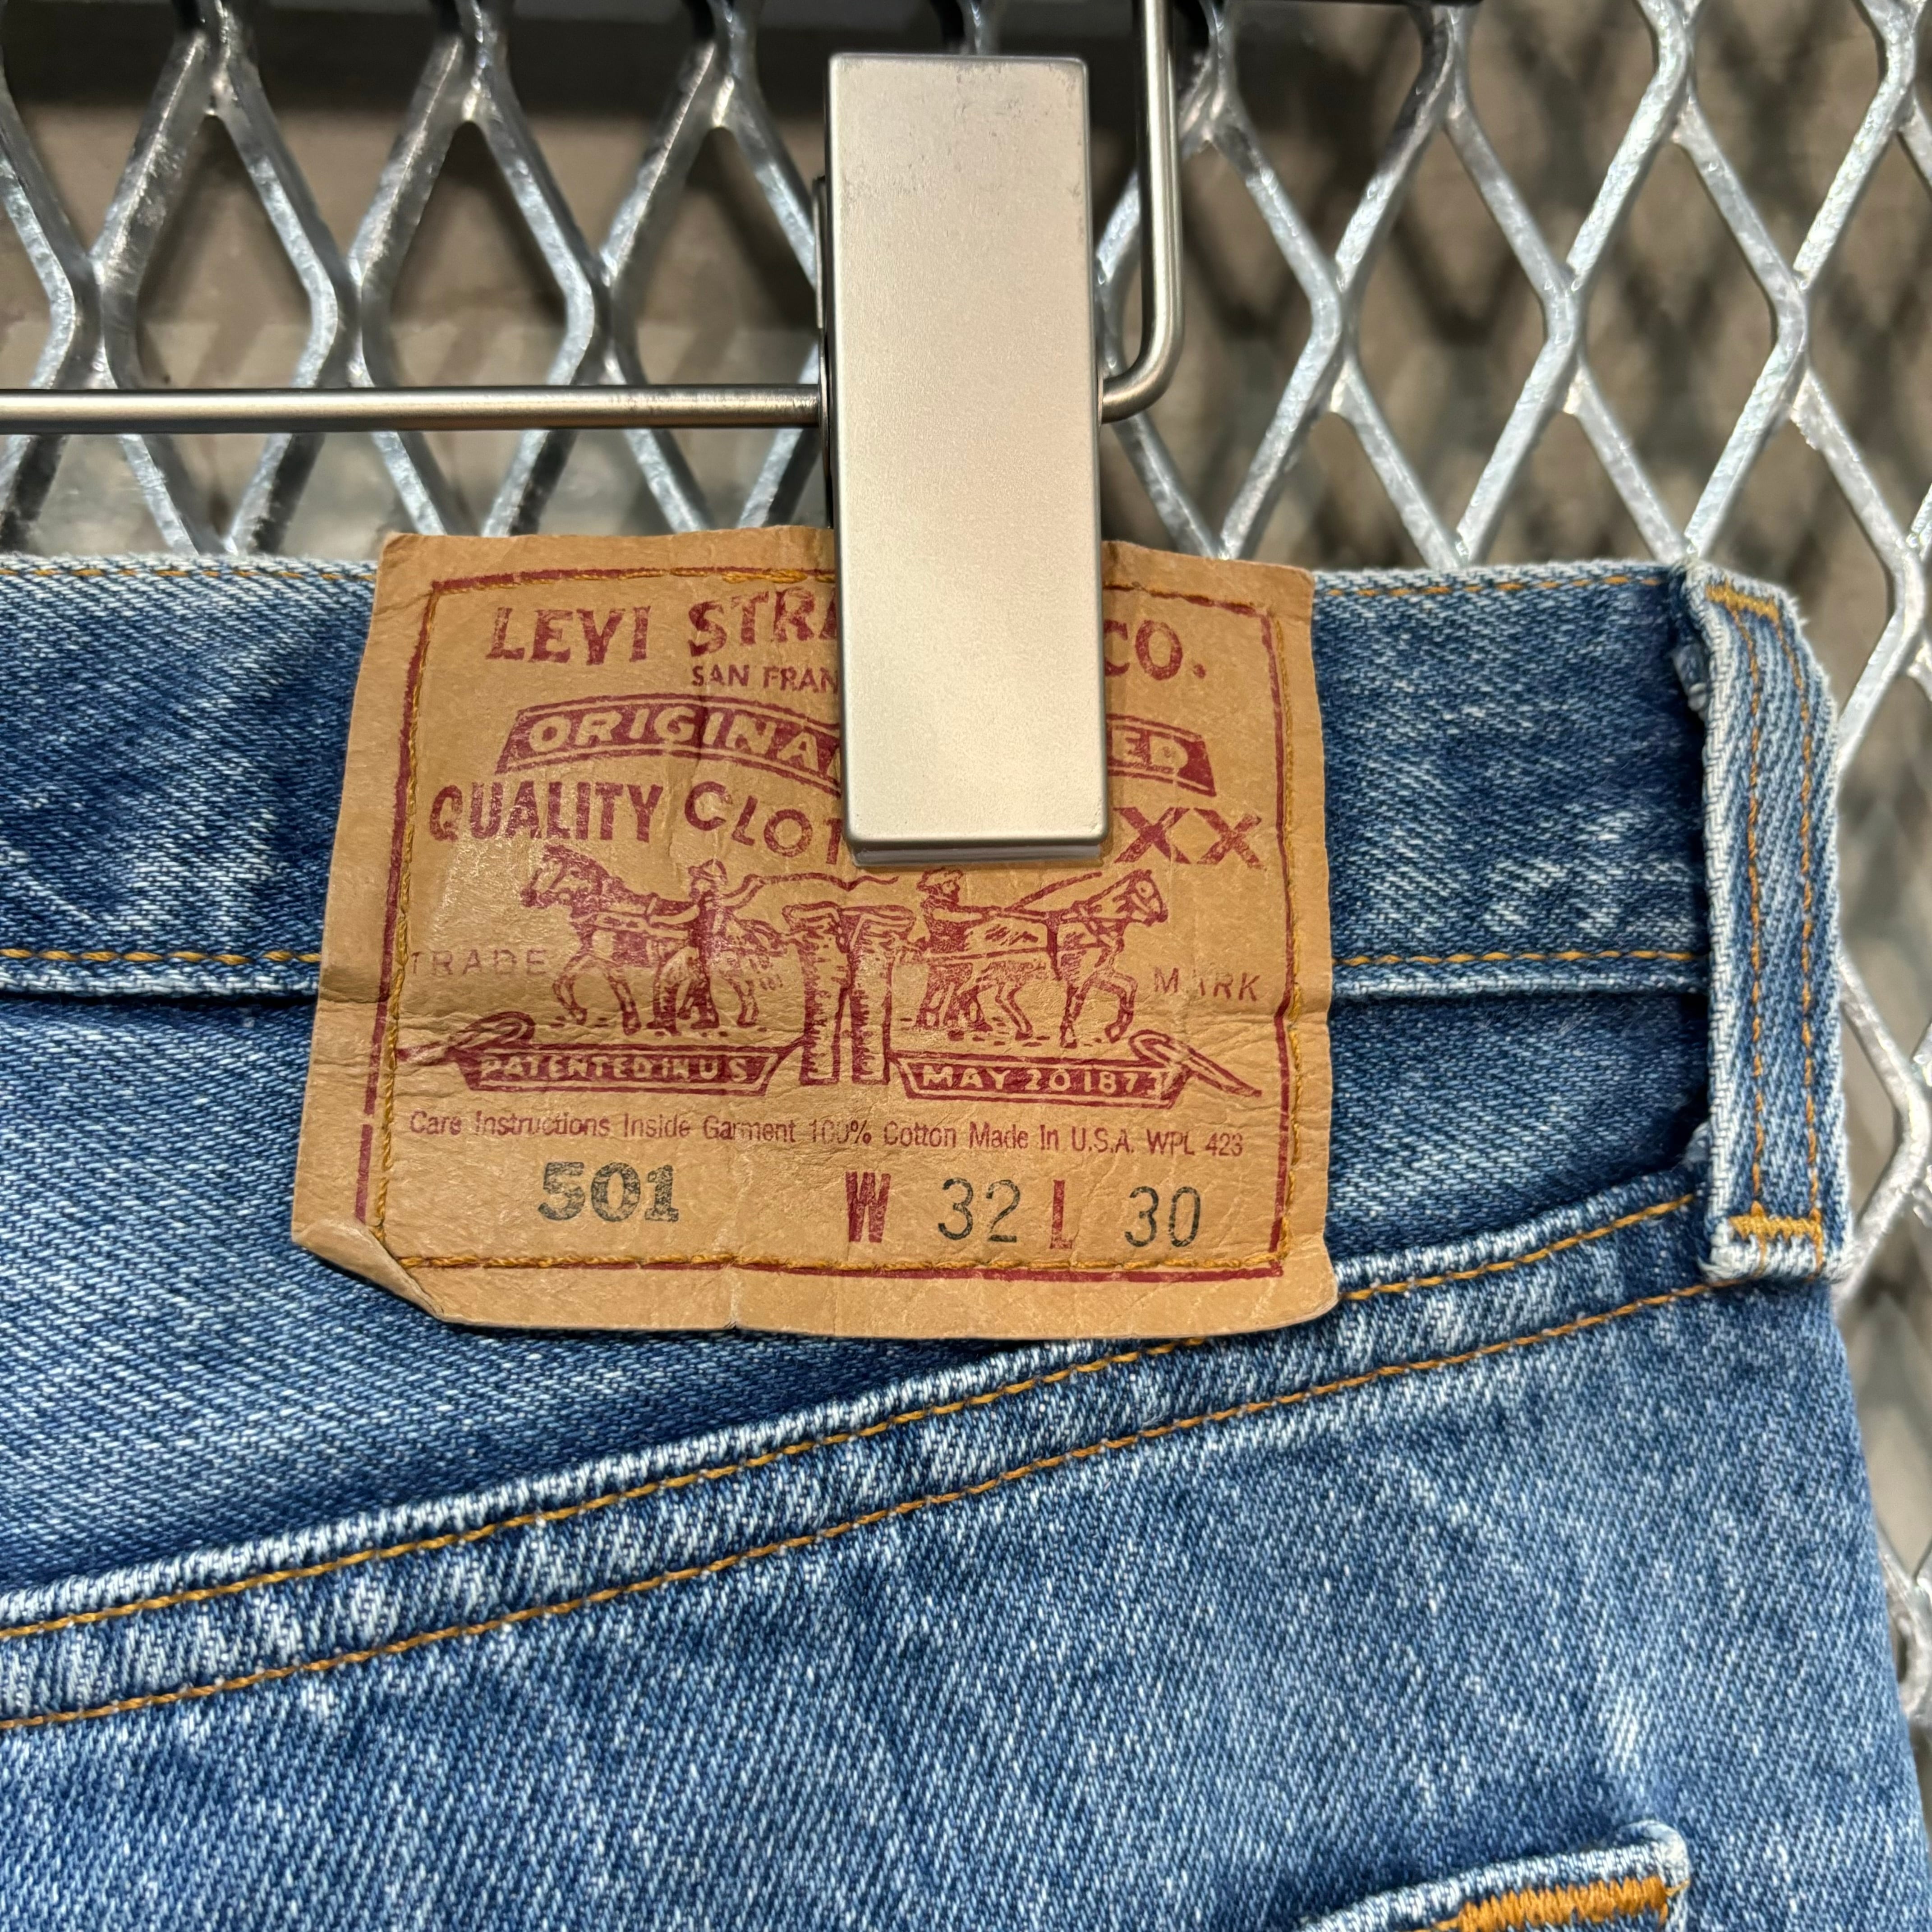 LEVI STRA CO.
SAN FRAN
ORIGINA ED
QUALITY CLOT XX
TRADE MARK
PATENTED IN U S MAY 20 1873
Care Instructions Inside Garment 100% Cotton Made In U.S.A. WPL 423
501 W 32 L 30